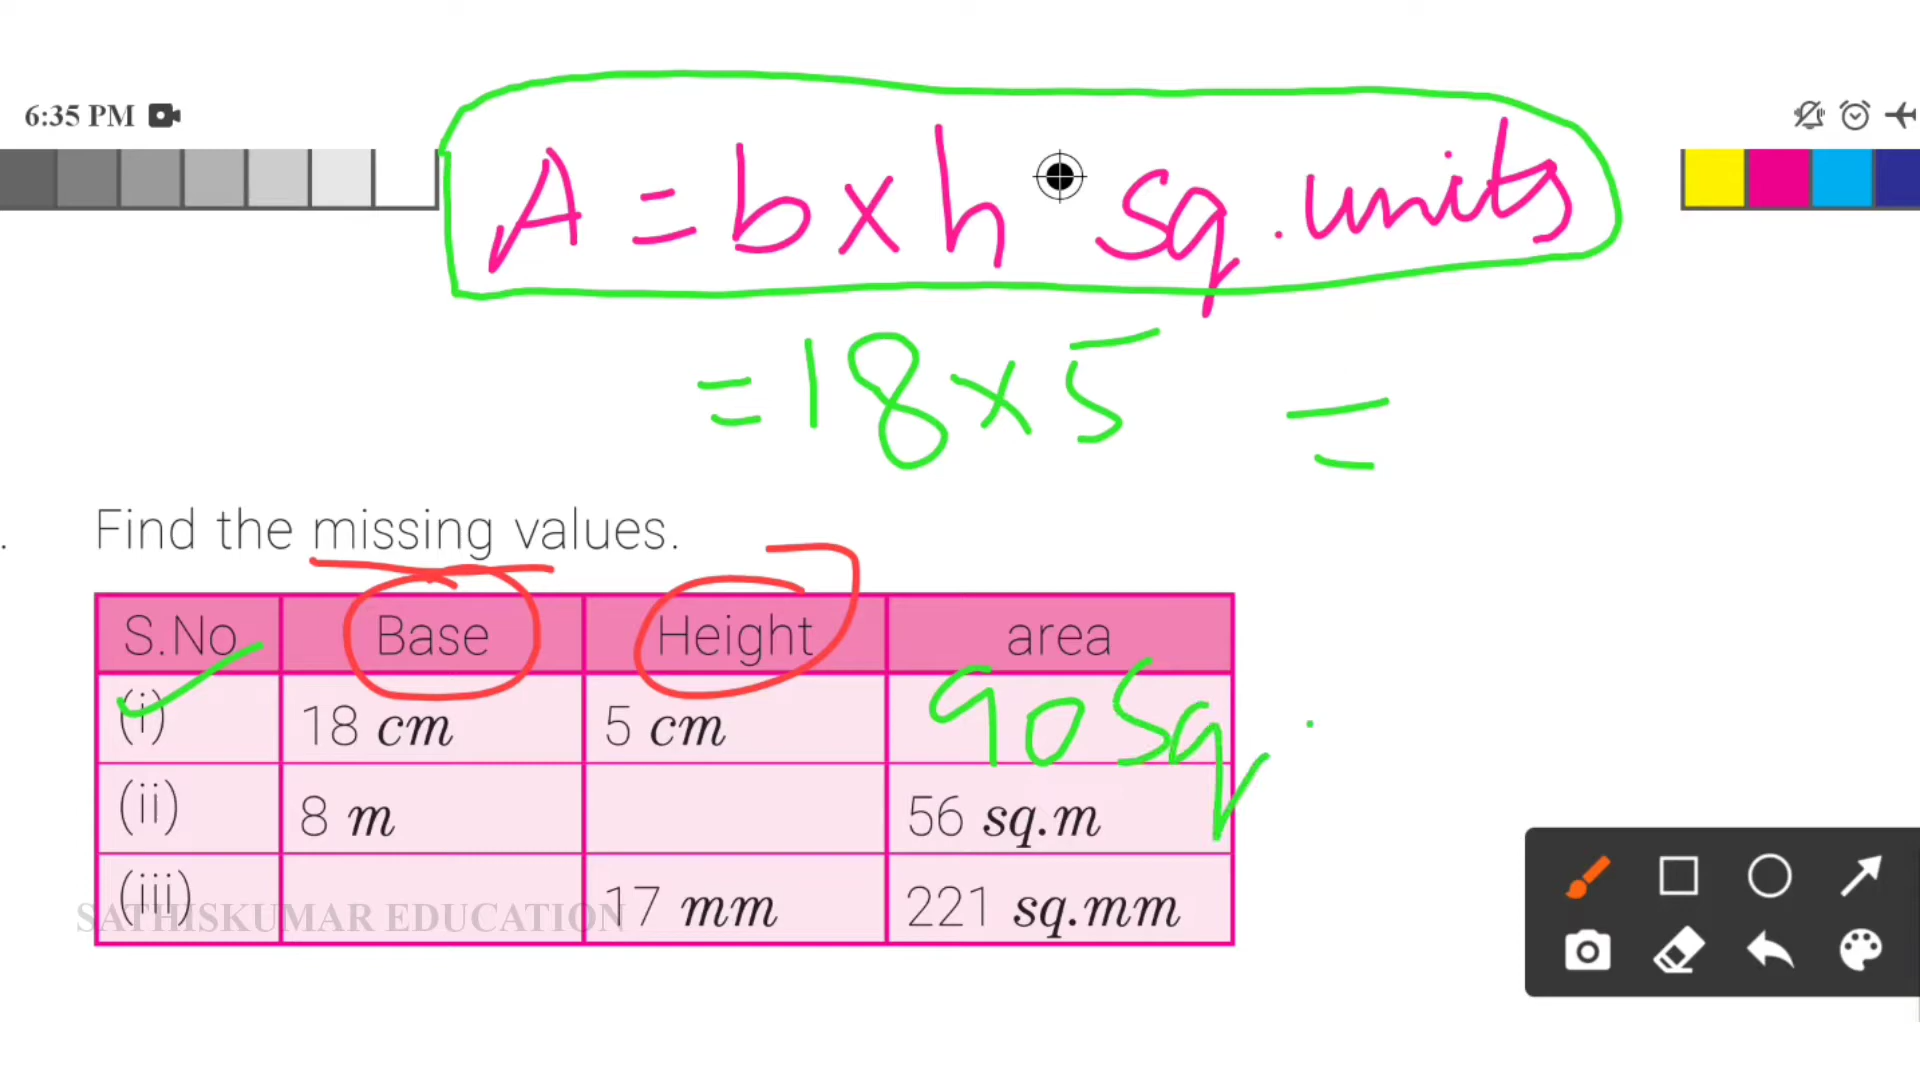 6:35 PM
A = b × h sq. units
= 18 × 5 =
. Find the missing values.
S.No Base Height area
(i) 18 cm 5 cm 90 Sq.
(ii) 8 m 56 sq.m
(iii) 17 mm 221 sq.mm
SATHISKUMAR EDUCATION